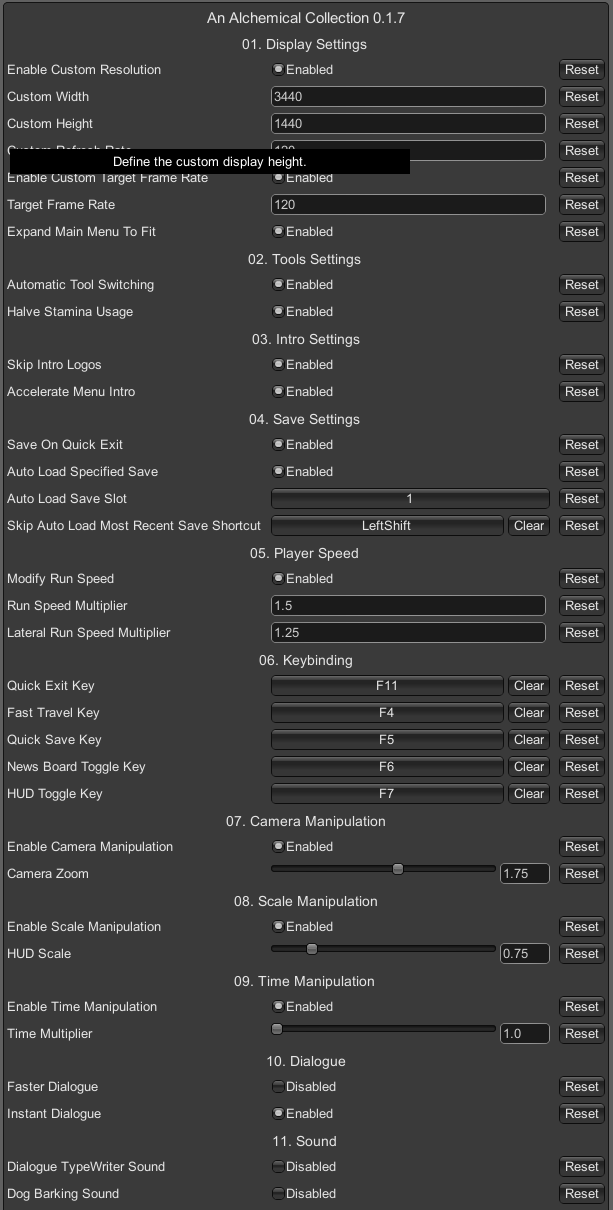 An Alchemical Collection 0.1.7
01. Display Settings
Enable Custom Resolution Enabled Reset
Custom Width 3440 Reset
Custom Height 1440 Reset
Custom Refresh Rate 120 Reset
Define the custom display height.
Enable Custom Target Frame Rate Enabled Reset
Target Frame Rate 120 Reset
Expand Main Menu To Fit Enabled Reset
02. Tools Settings
Automatic Tool Switching Enabled Reset
Halve Stamina Usage Enabled Reset
03. Intro Settings
Skip Intro Logos Enabled Reset
Accelerate Menu Intro Enabled Reset
04. Save Settings
Save On Quick Exit Enabled Reset
Auto Load Specified Save Enabled Reset
Auto Load Save Slot 1 Reset
Skip Auto Load Most Recent Save Shortcut LeftShift Clear Reset
05. Player Speed
Modify Run Speed Enabled Reset
Run Speed Multiplier 1.5 Reset
Lateral Run Speed Multiplier 1.25 Reset
06. Keybinding
Quick Exit Key F11 Clear Reset
Fast Travel Key F4 Clear Reset
Quick Save Key F5 Clear Reset
News Board Toggle Key F6 Clear Reset
HUD Toggle Key F7 Clear Reset
07. Camera Manipulation
Enable Camera Manipulation Enabled Reset
Camera Zoom 1.75 Reset
08. Scale Manipulation
Enable Scale Manipulation Enabled Reset
HUD Scale 0.75 Reset
09. Time Manipulation
Enable Time Manipulation Enabled Reset
Time Multiplier 1.0 Reset
10. Dialogue
Faster Dialogue Disabled Reset
Instant Dialogue Enabled Reset
11. Sound
Dialogue TypeWriter Sound Disabled Reset
Dog Barking Sound Disabled Reset